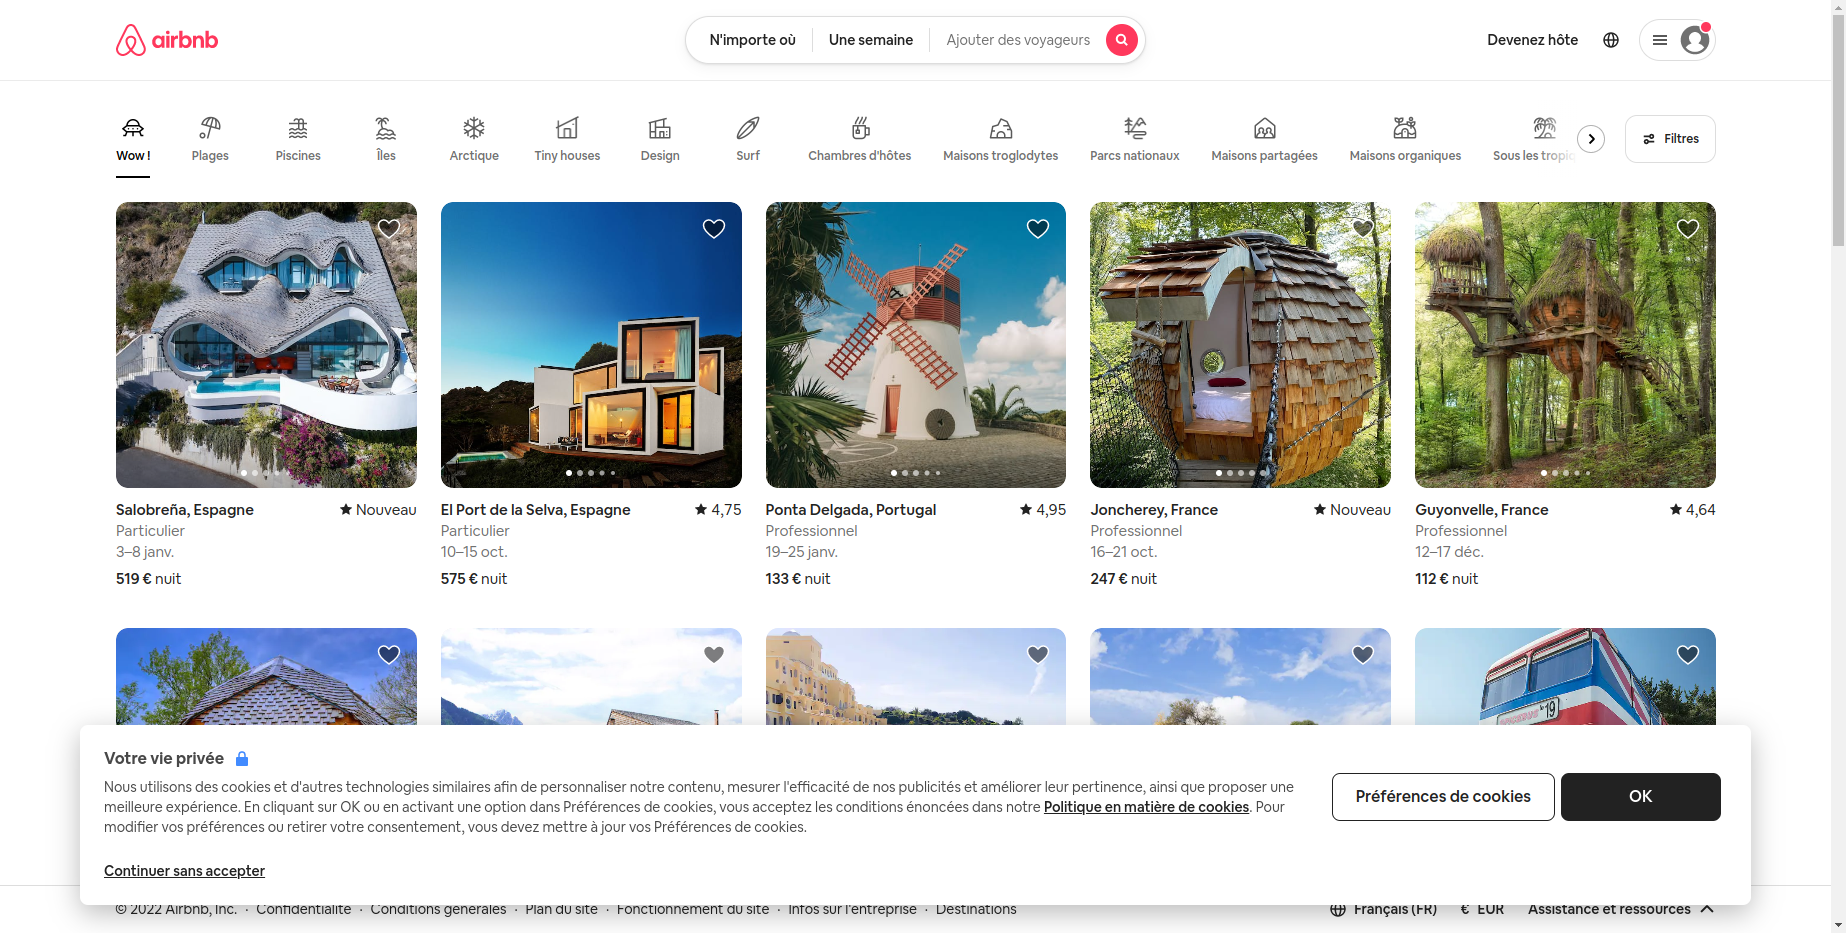 airbnb
N'importe où
Une semaine
Ajouter des voyageurs
Devenez hôte
Wow !
Plages
Piscines
Îles
Arctique
Tiny houses
Design
Surf
Chambres d'hôtes
Maisons troglodytes
Parcs nationaux
Maisons partagées
Maisons organiques
Sous les
Filtres
Salobreña, Espagne
Nouveau
Particulier
3–8 janv.
519 € nuit
El Port de la Selva, Espagne
4,75
Particulier
10–15 oct.
575 € nuit
Ponta Delgada, Portugal
4,95
Professionnel
19–25 janv.
133 € nuit
Joncherey, France
Nouveau
Professionnel
16–21 oct.
247 € nuit
Guyonvelle, France
4,64
Professionnel
12–17 déc.
112 € nuit
19
Votre vie privée
Nous utilisons des cookies et d'autres technologies similaires afin de personnaliser notre contenu, mesurer l'efficacité de nos publicités et améliorer leur pertinence, ainsi que proposer une
meilleure expérience. En cliquant sur OK ou en activant une option dans Préférences de cookies, vous acceptez les conditions énoncées dans notre Politique en matière de cookies. Pour
modifier vos préférences ou retirer votre consentement, vous devez mettre à jour vos Préférences de cookies.
Continuer sans accepter
Préférences de cookies
OK
© 2022 Airbnb, Inc. · Confidentialité · Conditions générales · Plan du site · Fonctionnement du site · Infos sur l'entreprise · Destinations
Français (FR)
€ EUR
Assistance et ressources